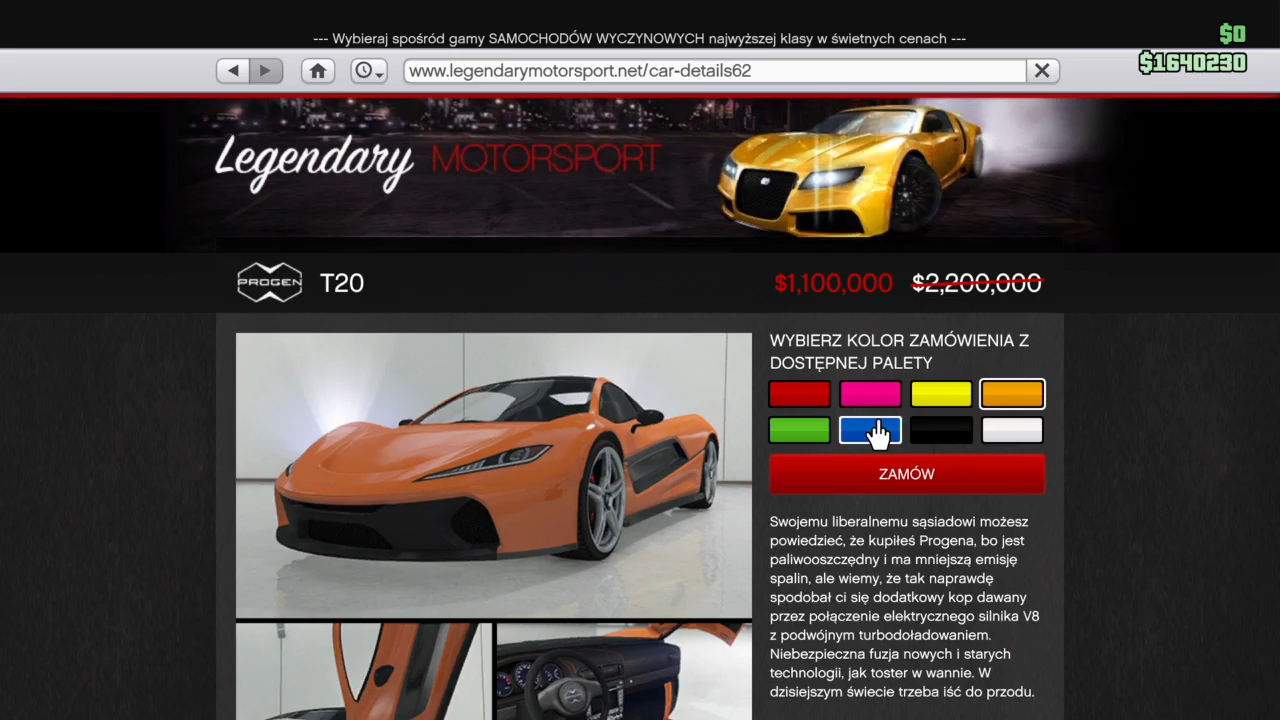 --- Wybieraj spośród gamy SAMOCHODÓW WYCZYNOWYCH najwyższej klasy w świetnych cenach ---
$0
$1640230
www.legendarymotorsport.net/car-details62
Legendary MOTORSPORT
PROGEN T20 $1,100,000 $2,200,000
WYBIERZ KOLOR ZAMÓWIENIA Z
DOSTĘPNEJ PALETY
ZAMÓW
Swojemu liberalnemu sąsiadowi możesz
powiedzieć, że kupiłeś Progena, bo jest
paliwooszczędny i ma mniejszą emisję
spalin, ale wiemy, że tak naprawdę
spodobał ci się dodatkowy kop dawany
przez połączenie elektrycznego silnika V8
z podwójnym turbodoładowaniem.
Niebezpieczna fuzja nowych i starych
technologii, jak toster w wannie. W
dzisiejszym świecie trzeba iść do przodu.